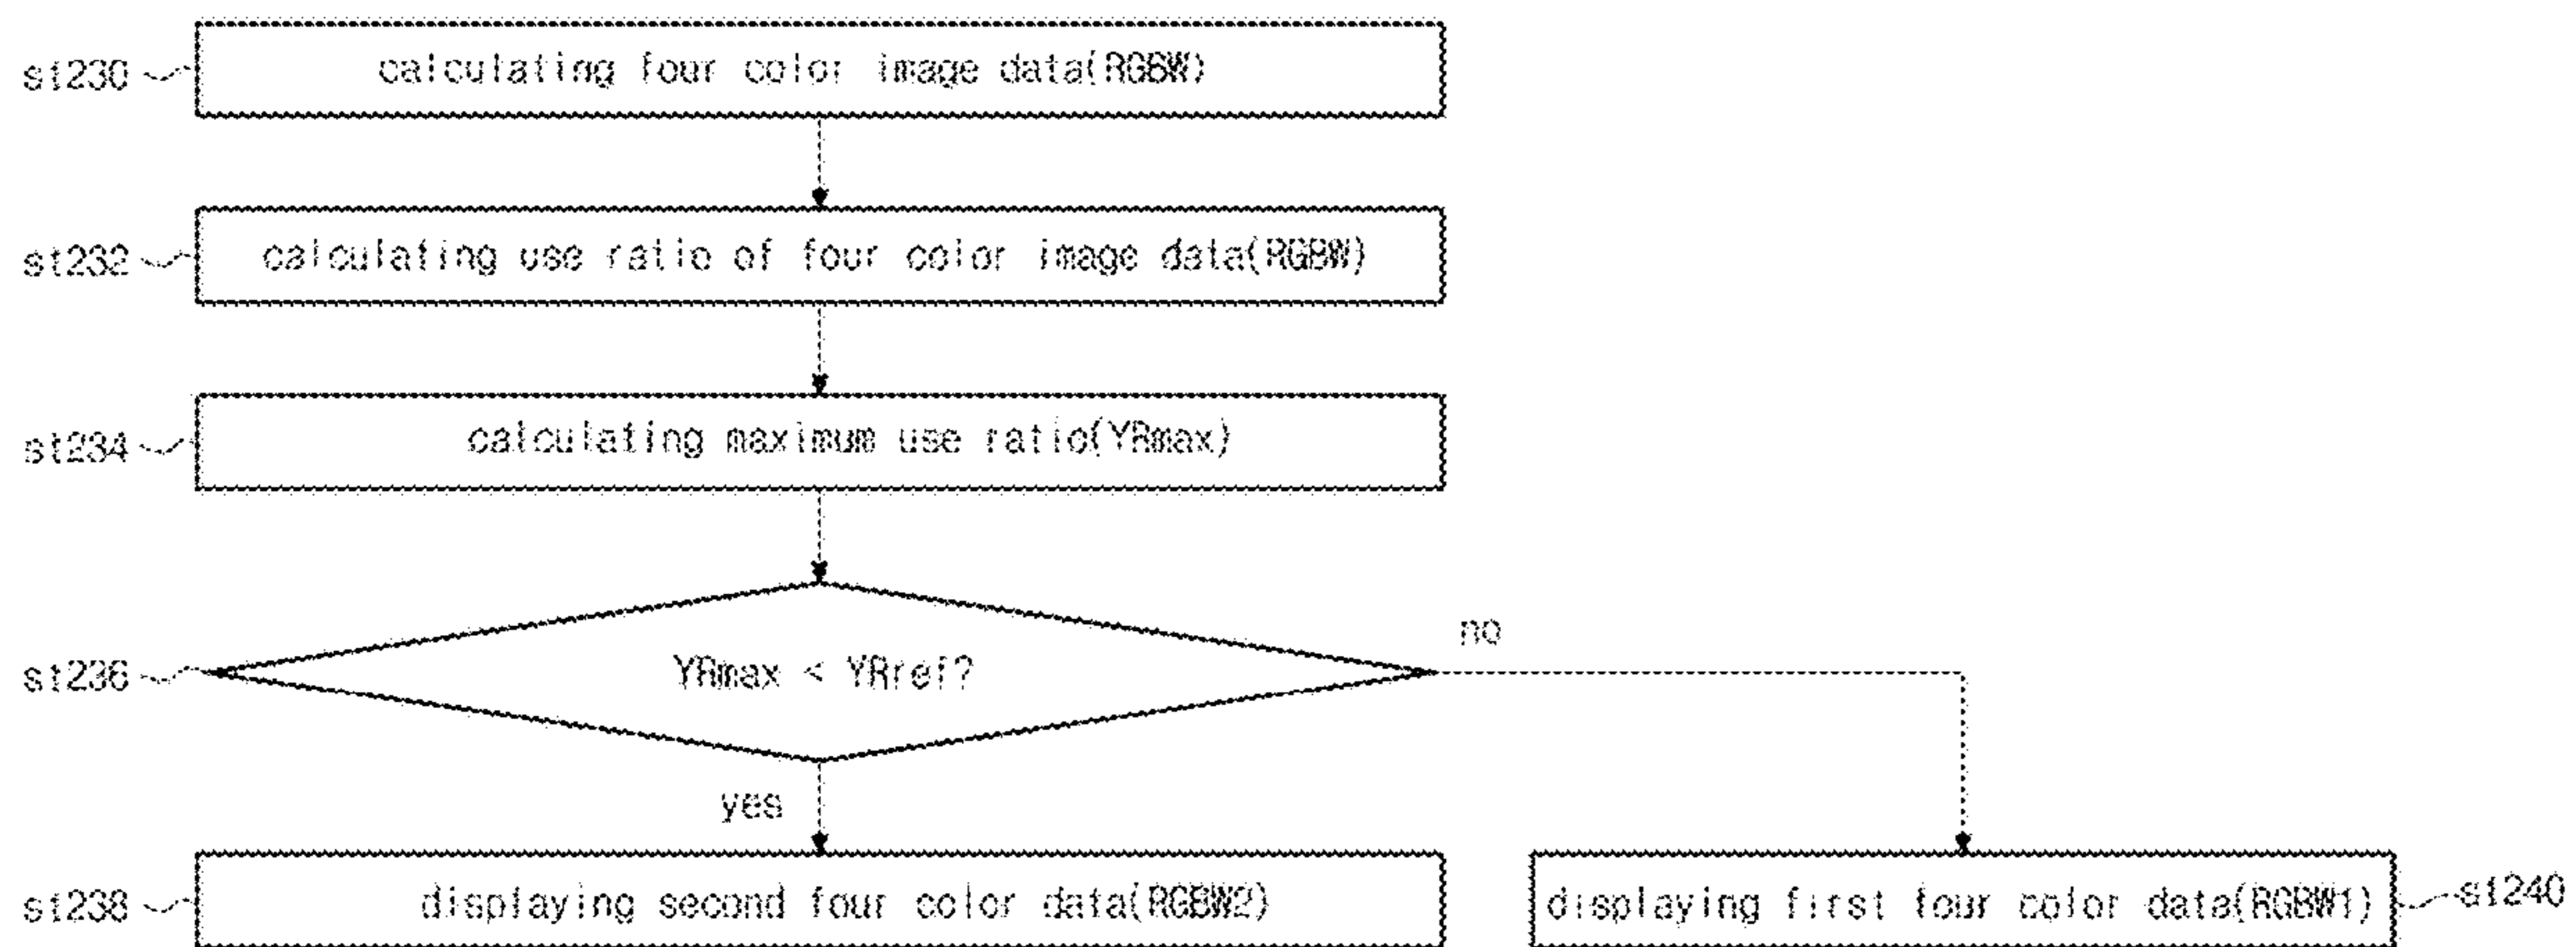 st230
calculating four color image data(RGBW)
st232
calculating use ratio of four color image data(RGBW)
st234
calculating maximum use ratio(YRmax)
st236
YRmax < YRref?
no
yes
st238
displaying second four color data(RGBW2)
displaying first four color data(RGBW1)
st240